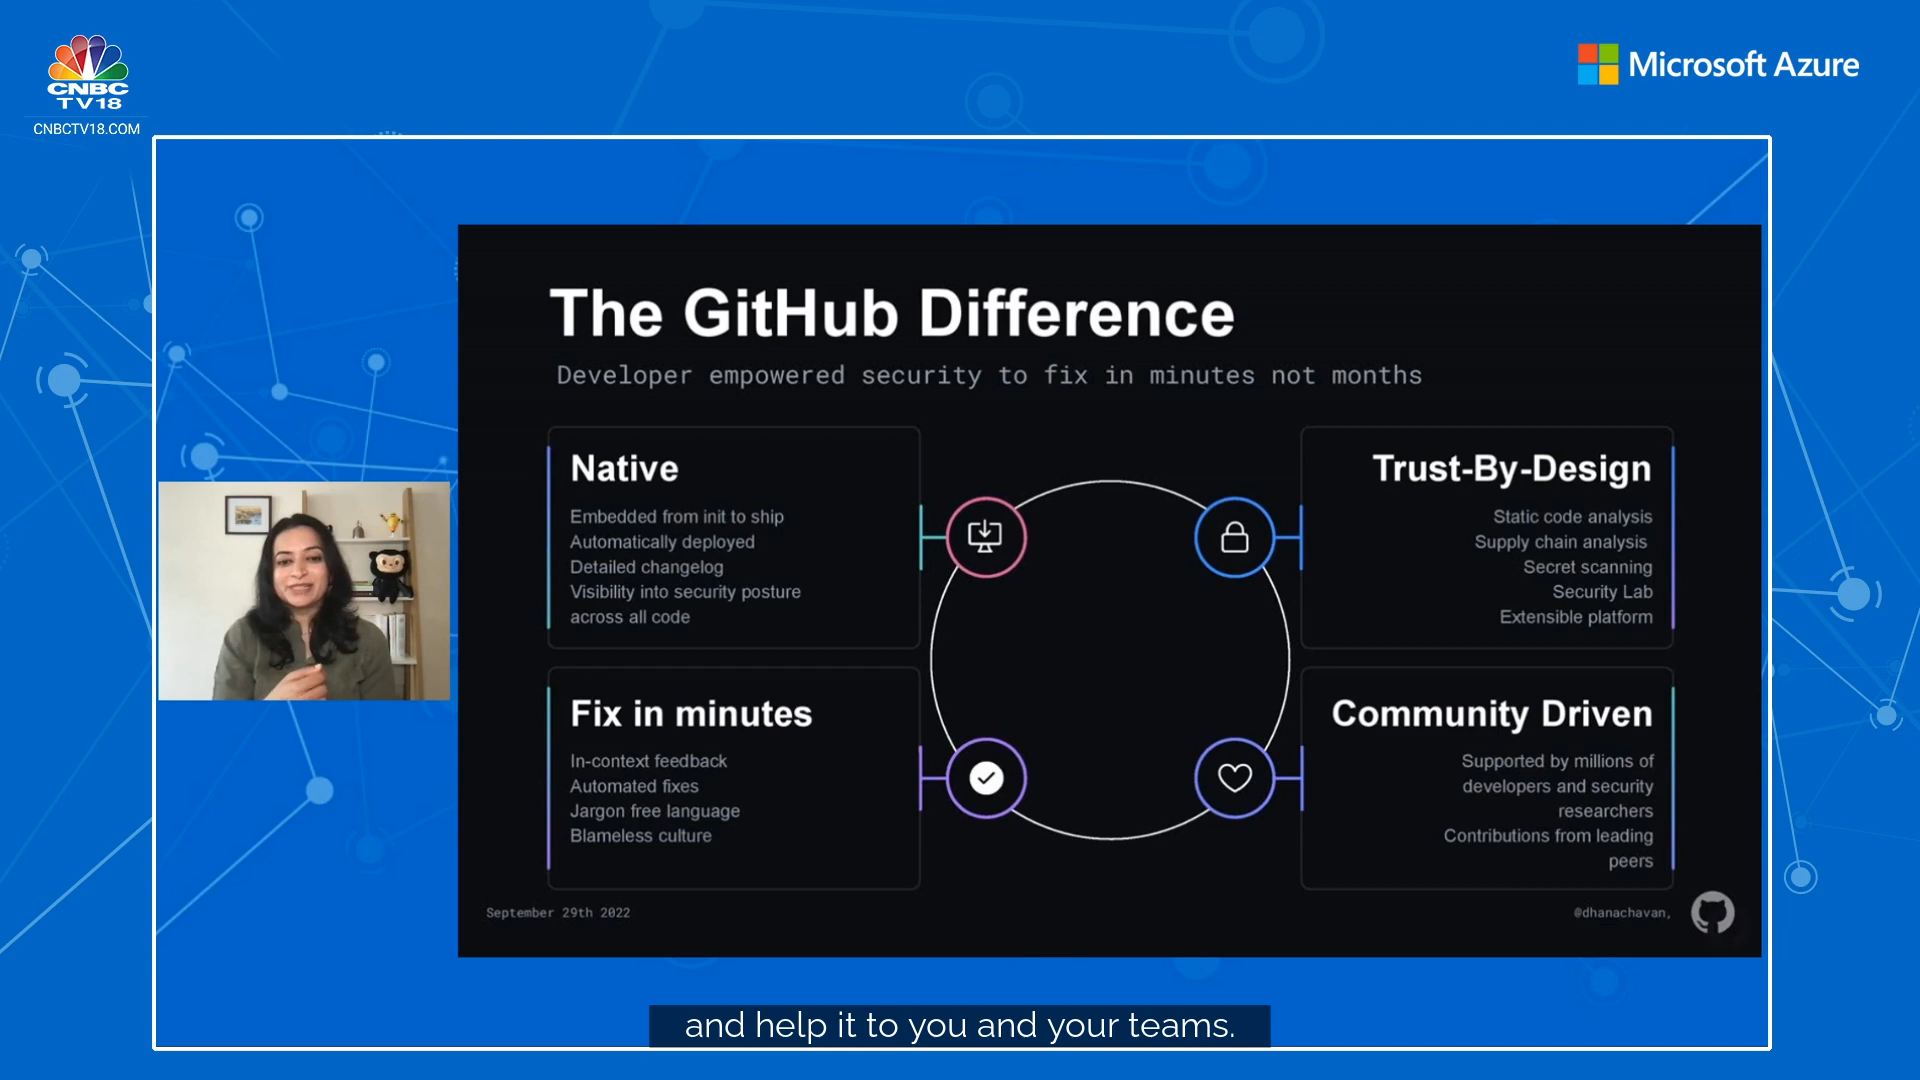 CNBC
TV18
CNBCTV18.COM
Microsoft Azure
The GitHub Difference
Developer empowered security to fix in minutes not months
Native
Embedded from init to ship
Automatically deployed
Detailed changelog
Visibility into security posture
across all code
Trust-By-Design
Static code analysis
Supply chain analysis
Secret scanning
Security Lab
Extensible platform
Fix in minutes
In-context feedback
Automated fixes
Jargon free language
Blameless culture
Community Driven
Supported by millions of
developers and security
researchers
Contributions from leading
peers
September 29th 2022
@dhanachavan,
and help it to you and your teams.